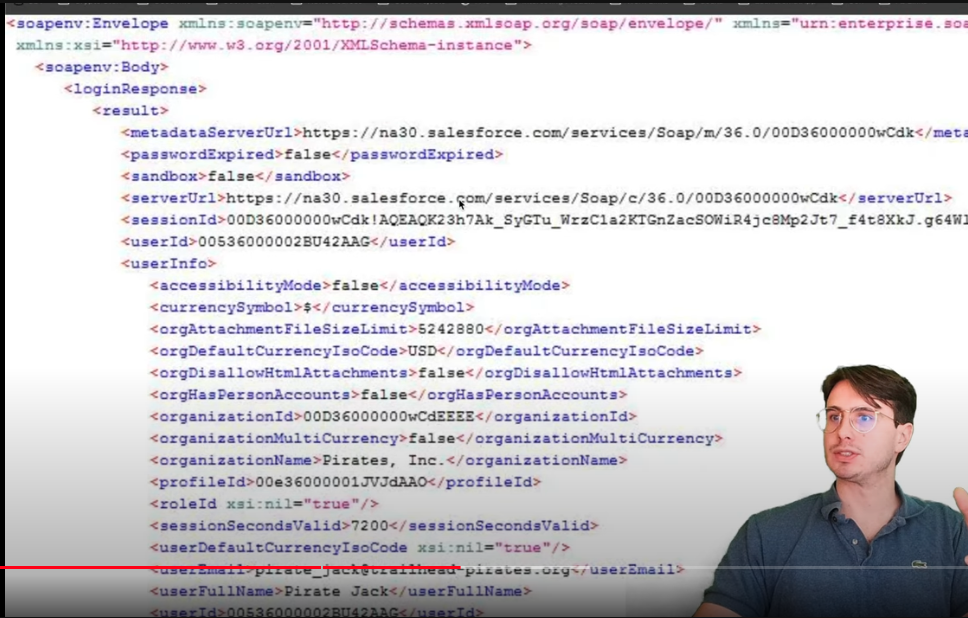 <soapenv:Envelope xmlns:soapenv="http://schemas.xmlsoap.org/soap/envelope/" xmlns="urn:enterprise.soa
xmlns:xsi="http://www.w3.org/2001/XMLSchema-instance">
<soapenv:Body>
<loginResponse>
<result>
<metadataServerUrl>https://na30.salesforce.com/services/Soap/m/36.0/00D36000000wCdk</meta
<passwordExpired>false</passwordExpired>
<sandbox>false</sandbox>
<serverUrl>https://na30.salesforce.com/services/Soap/c/36.0/00D36000000wCdk</serverUrl>
<sessionId>00D36000000wCdk!AQEAQK23h7Ak_SyGTu_WrzC1a2KTGnZacSOWiR4jc8Mp2Jt7_f4t8XkJ.g64W
<userId>00536000002BU42AAG</userId>
<userInfo>
<accessibilityMode>false</accessibilityMode>
<currencySymbol>$</currencySymbol>
<orgAttachmentFileSizeLimit>5242880</orgAttachmentFileSizeLimit>
<orgDefaultCurrencyIsoCode>USD</orgDefaultCurrencyIsoCode>
<orgDisallowHtmlAttachments>false</orgDisallowHtmlAttachments>
<orgHasPersonAccounts>false</orgHasPersonAccounts>
<organizationId>00D36000000wCdEEEE</organizationId>
<organizationMultiCurrency>false</organizationMultiCurrency>
<organizationName>Pirates, Inc.</organizationName>
<profileId>00e36000001JVJdAAO</profileId>
<roleId xsi:nil="true"/>
<sessionSecondsValid>7200</sessionSecondsValid>
<userDefaultCurrencyIsoCode xsi:nil="true"/>
<userEmail>pirate_jack@trailhead-pirates.org</userEmail>
<userFullName>Pirate Jack</userFullName>
<userId>00536000002BU42AAG</userId>